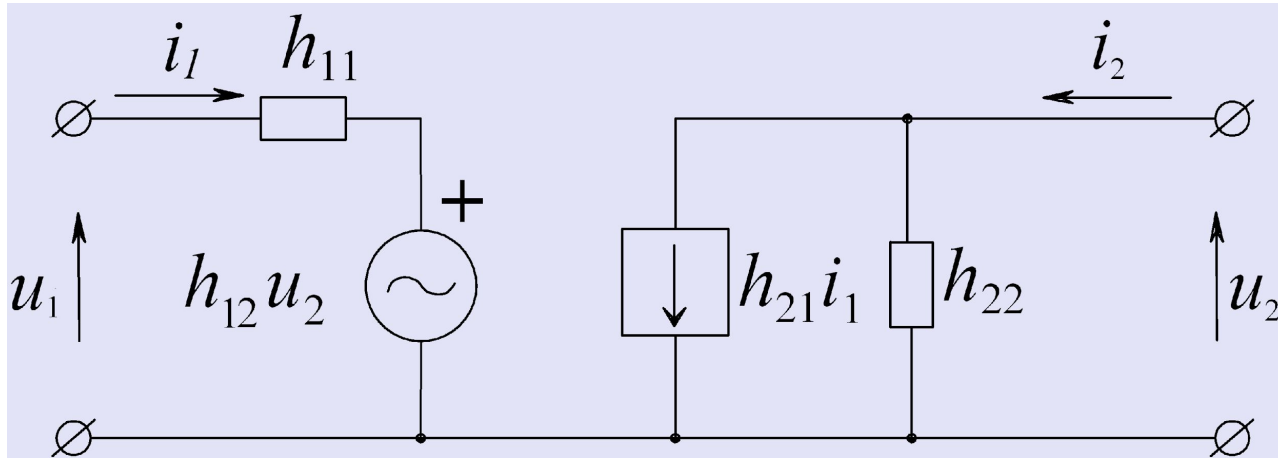 i₁ h₁₁ i₂
+
u₁ h₁₂u₂ h₂₁i₁ h₂₂ u₂